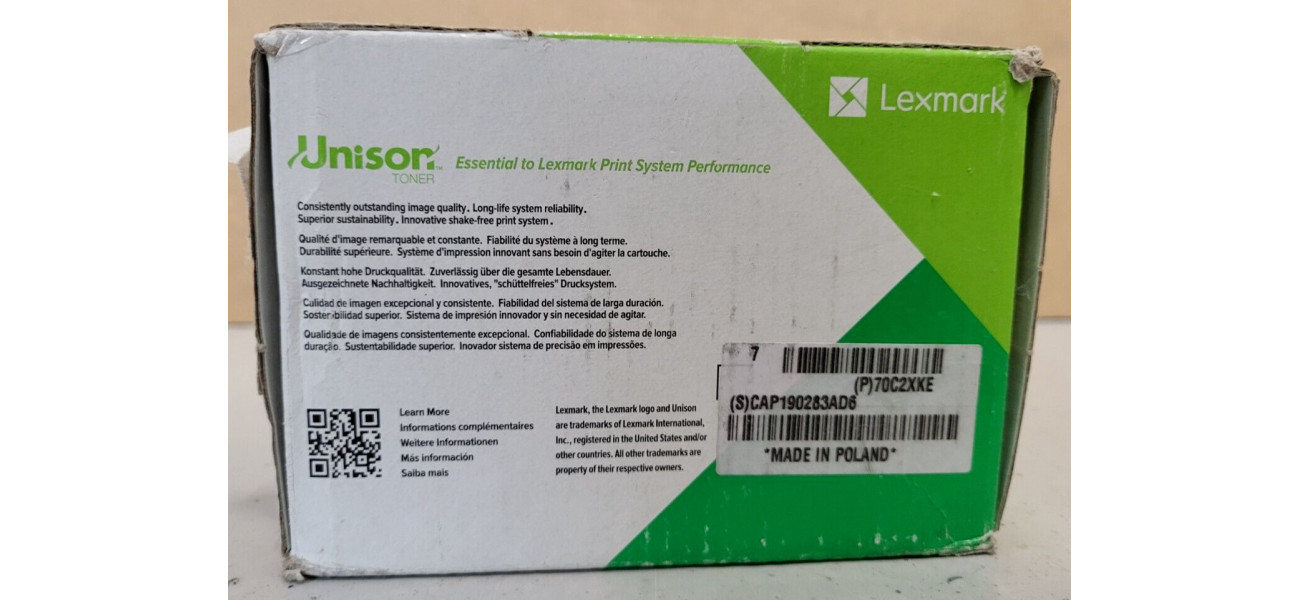 Lexmark
Unison™
TONER
Essential to Lexmark Print System Performance
Consistently outstanding image quality. Long-life system reliability.
Superior sustainability. Innovative shake-free print system.
Qualité d'image remarquable et constante. Fiabilité du système à long terme.
Durabilité supérieure. Système d'impression innovant sans besoin d'agiter la cartouche.
Konstant hohe Druckqualität. Zuverlässig über die gesamte Lebensdauer.
Ausgezeichnete Nachhaltigkeit. Innovatives, "schüttelfreies" Drucksystem.
Calidad de imagen excepcional y consistente. Fiabilidad del sistema de larga duración.
Sostenibilidad superior. Sistema de impresión innovador y sin necesidad de agitar.
Qualidade de imagens consistentemente excepcional. Confiabilidade do sistema de longa
duração. Sustentabilidade superior. Inovador sistema de precisão em impressões.
Learn More
Informations complémentaires
Weitere Informationen
Más información
Saiba mais
Lexmark, the Lexmark logo and Unison
are trademarks of Lexmark International,
Inc., registered in the United States and/or
other countries. All other trademarks are
property of their respective owners.
7
(P)70C2XKE
(S)CAP190283AD6
*MADE IN POLAND*